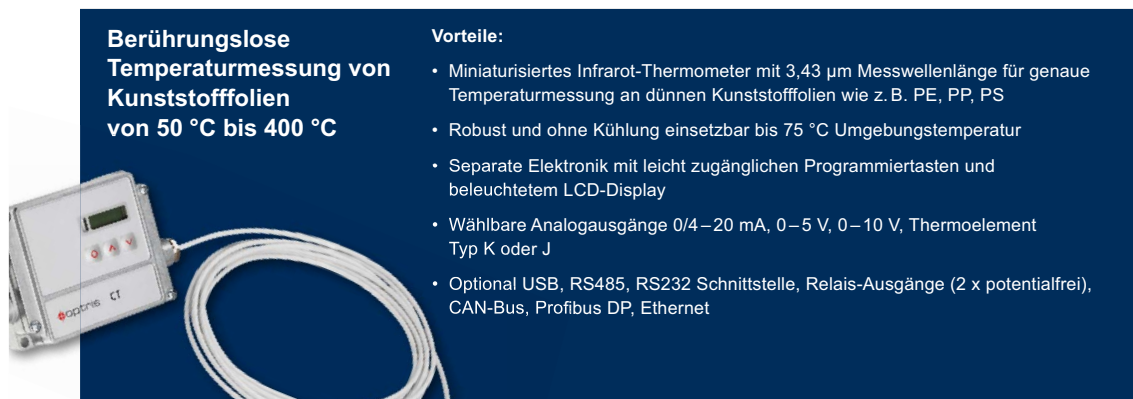 Berührungslose
Temperaturmessung von
Kunststofffolien
von 50 °C bis 400 °C
Vorteile:
• Miniaturisiertes Infrarot-Thermometer mit 3,43 µm Messwellenlänge für genaue
Temperaturmessung an dünnen Kunststofffolien wie z. B. PE, PP, PS
• Robust und ohne Kühlung einsetzbar bis 75 °C Umgebungstemperatur
• Separate Elektronik mit leicht zugänglichen Programmiertasten und
beleuchtetem LCD-Display
• Wählbare Analogausgänge 0/4–20 mA, 0–5 V, 0–10 V, Thermoelement
Typ K oder J
• Optional USB, RS485, RS232 Schnittstelle, Relais-Ausgänge (2 x potentialfrei),
CAN-Bus, Profibus DP, Ethernet
optris CT